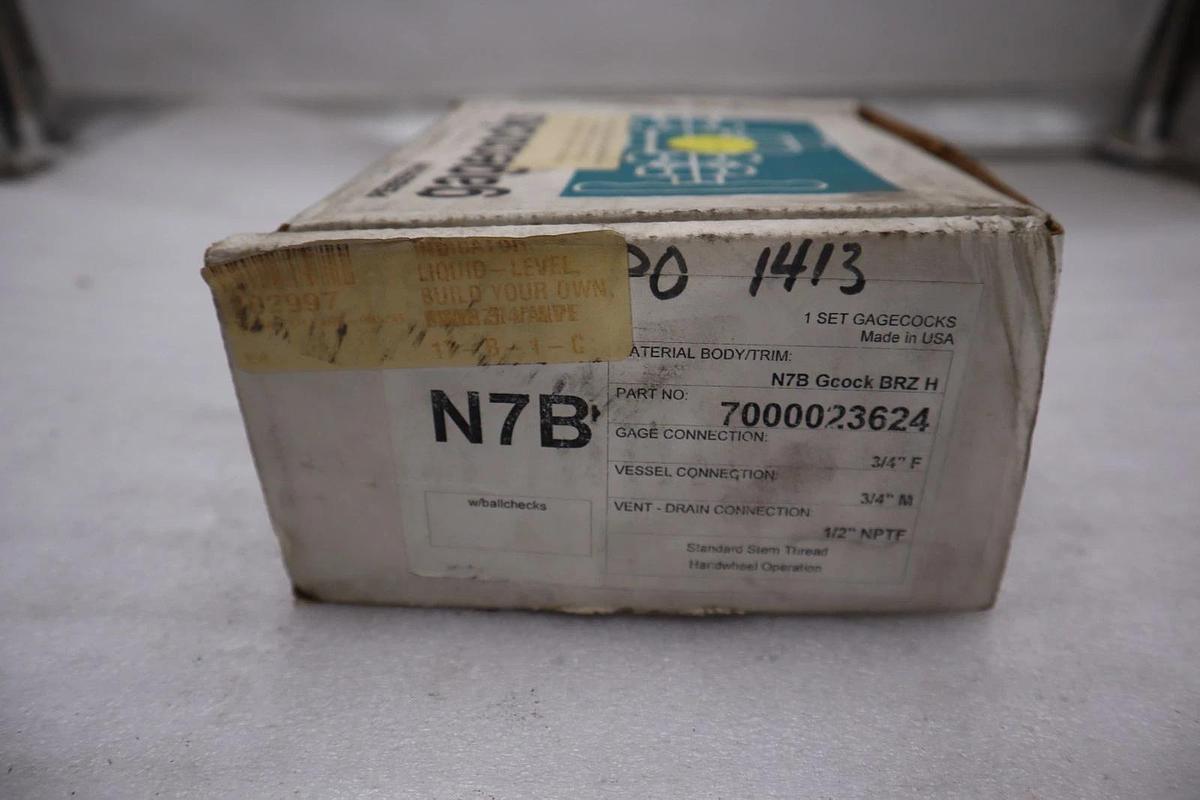 gagecocks
INDICATOR
LIQUID-LEVEL,
BUILD YOUR OWN,
PO 1413
1 SET GAGECOCKS
Made in USA
MATERIAL BODY/TRIM:
N7B Gcock BRZ H
N7B
PART NO:
7000023624
GAGE CONNECTION:
3/4" F
VESSEL CONNECTION:
3/4" M
w/ballchecks
VENT - DRAIN CONNECTION:
1/2" NPTF
Standard Stem Thread
Handwheel Operation